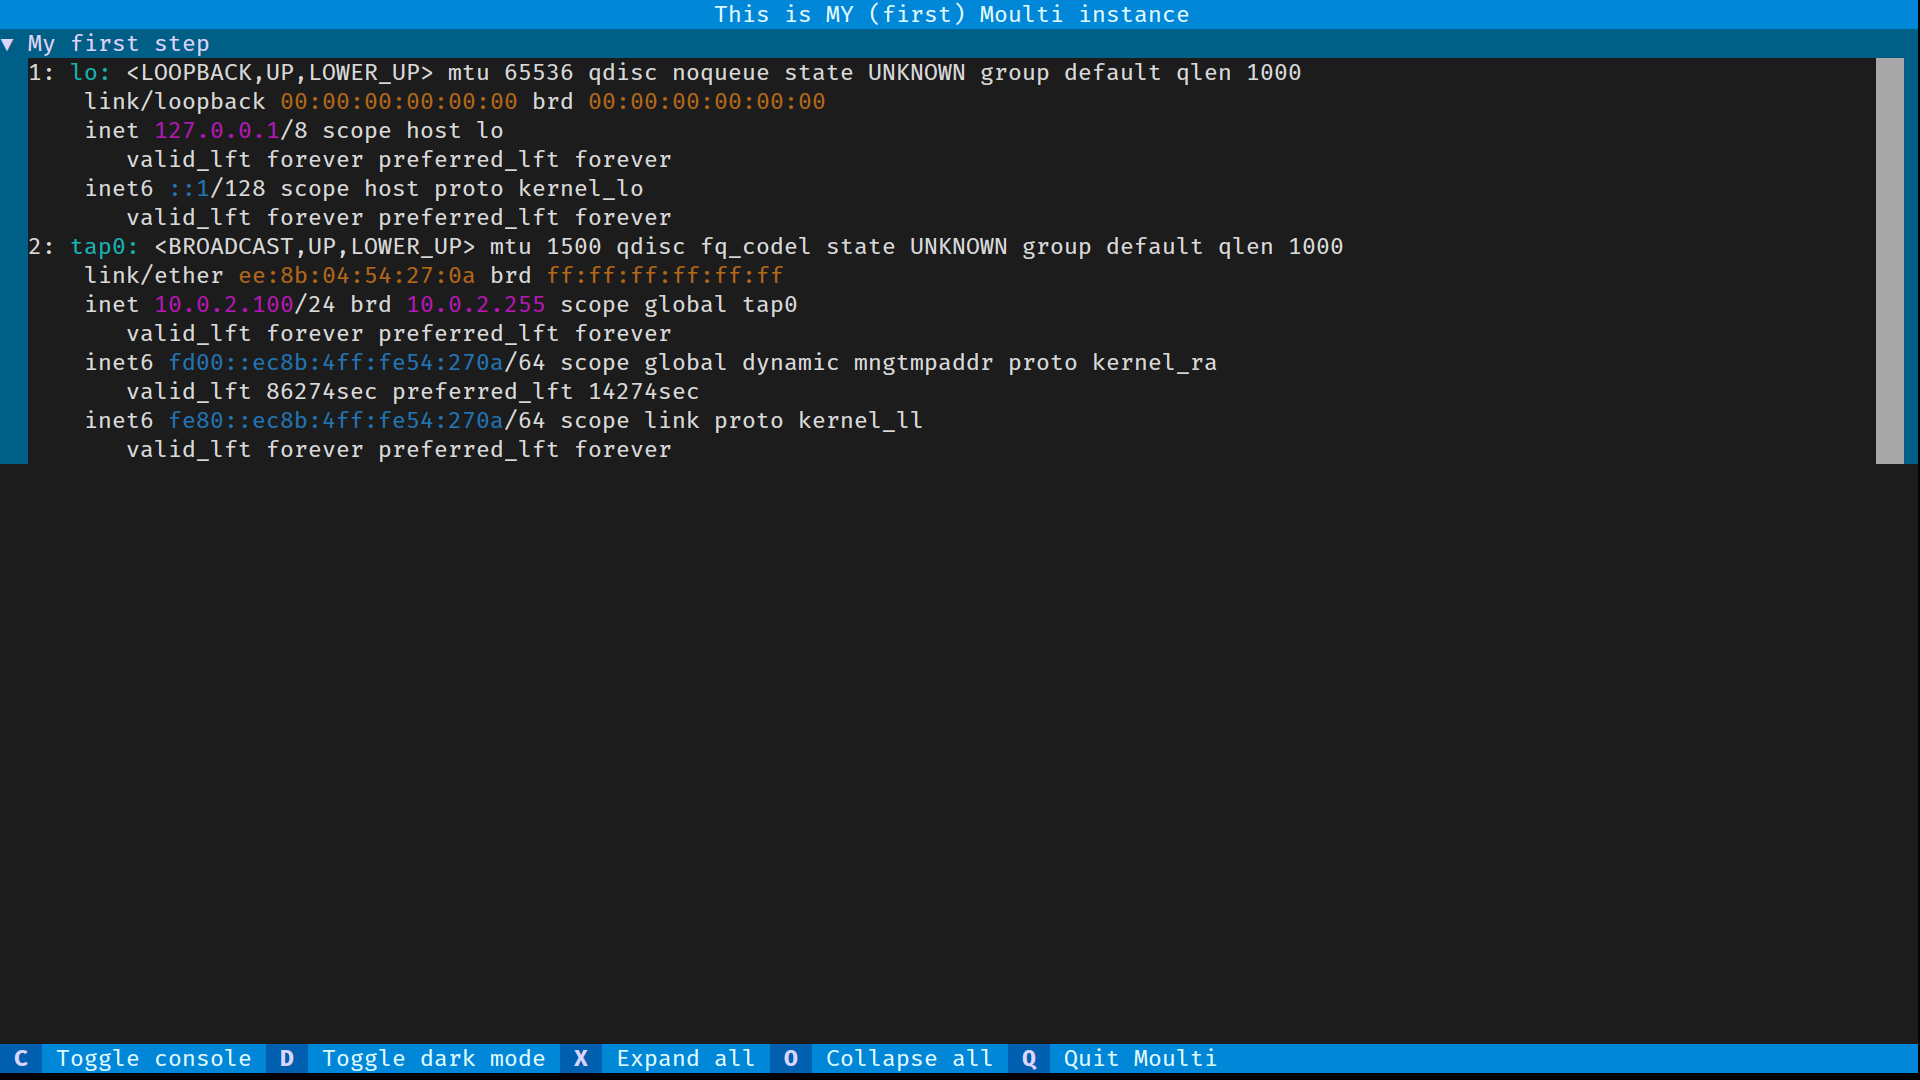 This is MY (first) Moulti instance
▼ My first step
1: lo: <LOOPBACK,UP,LOWER_UP> mtu 65536 qdisc noqueue state UNKNOWN group default qlen 1000
    link/loopback 00:00:00:00:00:00 brd 00:00:00:00:00:00
    inet 127.0.0.1/8 scope host lo
       valid_lft forever preferred_lft forever
    inet6 ::1/128 scope host proto kernel_lo
       valid_lft forever preferred_lft forever
2: tap0: <BROADCAST,UP,LOWER_UP> mtu 1500 qdisc fq_codel state UNKNOWN group default qlen 1000
    link/ether ee:8b:04:54:27:0a brd ff:ff:ff:ff:ff:ff
    inet 10.0.2.100/24 brd 10.0.2.255 scope global tap0
       valid_lft forever preferred_lft forever
    inet6 fd00::ec8b:4ff:fe54:270a/64 scope global dynamic mngtmpaddr proto kernel_ra
       valid_lft 86274sec preferred_lft 14274sec
    inet6 fe80::ec8b:4ff:fe54:270a/64 scope link proto kernel_ll
       valid_lft forever preferred_lft forever
C Toggle console D Toggle dark mode X Expand all O Collapse all Q Quit Moulti